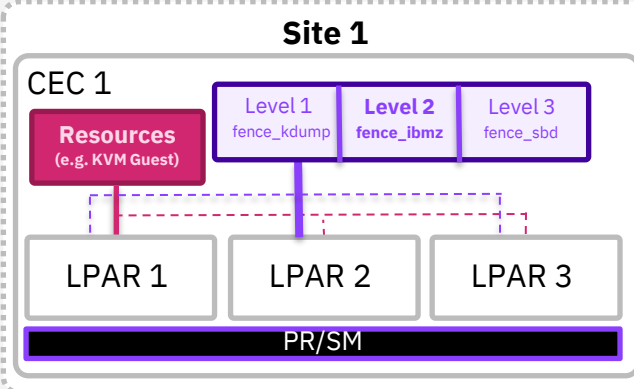 Site 1
CEC 1
Resources
(e.g. KVM Guest)
Level 1
fence_kdump
Level 2
fence_ibmz
Level 3
fence_sbd
LPAR 1
LPAR 2
LPAR 3
PR/SM